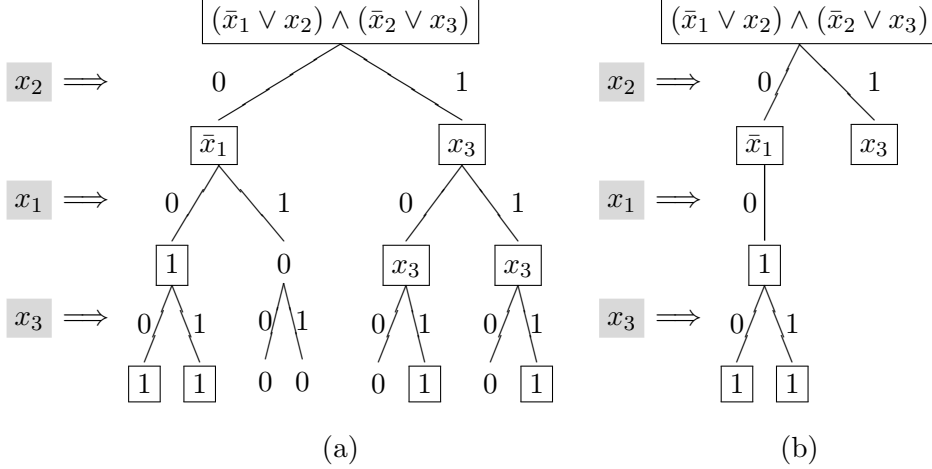 (x̄₁ ∨ x₂) ∧ (x̄₂ ∨ x₃) (x̄₁ ∨ x₂) ∧ (x̄₂ ∨ x₃)
x₂ ⟹ 0 1 x₂ ⟹ 0 1
x̄₁ x₃ x̄₁ x₃
x₁ ⟹ 0 1 0 1 x₁ ⟹ 0
1 0 x₃ x₃ 1
x₃ ⟹ 0 1 0 1 0 1 0 1 x₃ ⟹ 0 1
1 1 0 0 0 1 0 1 1 1
(a) (b)